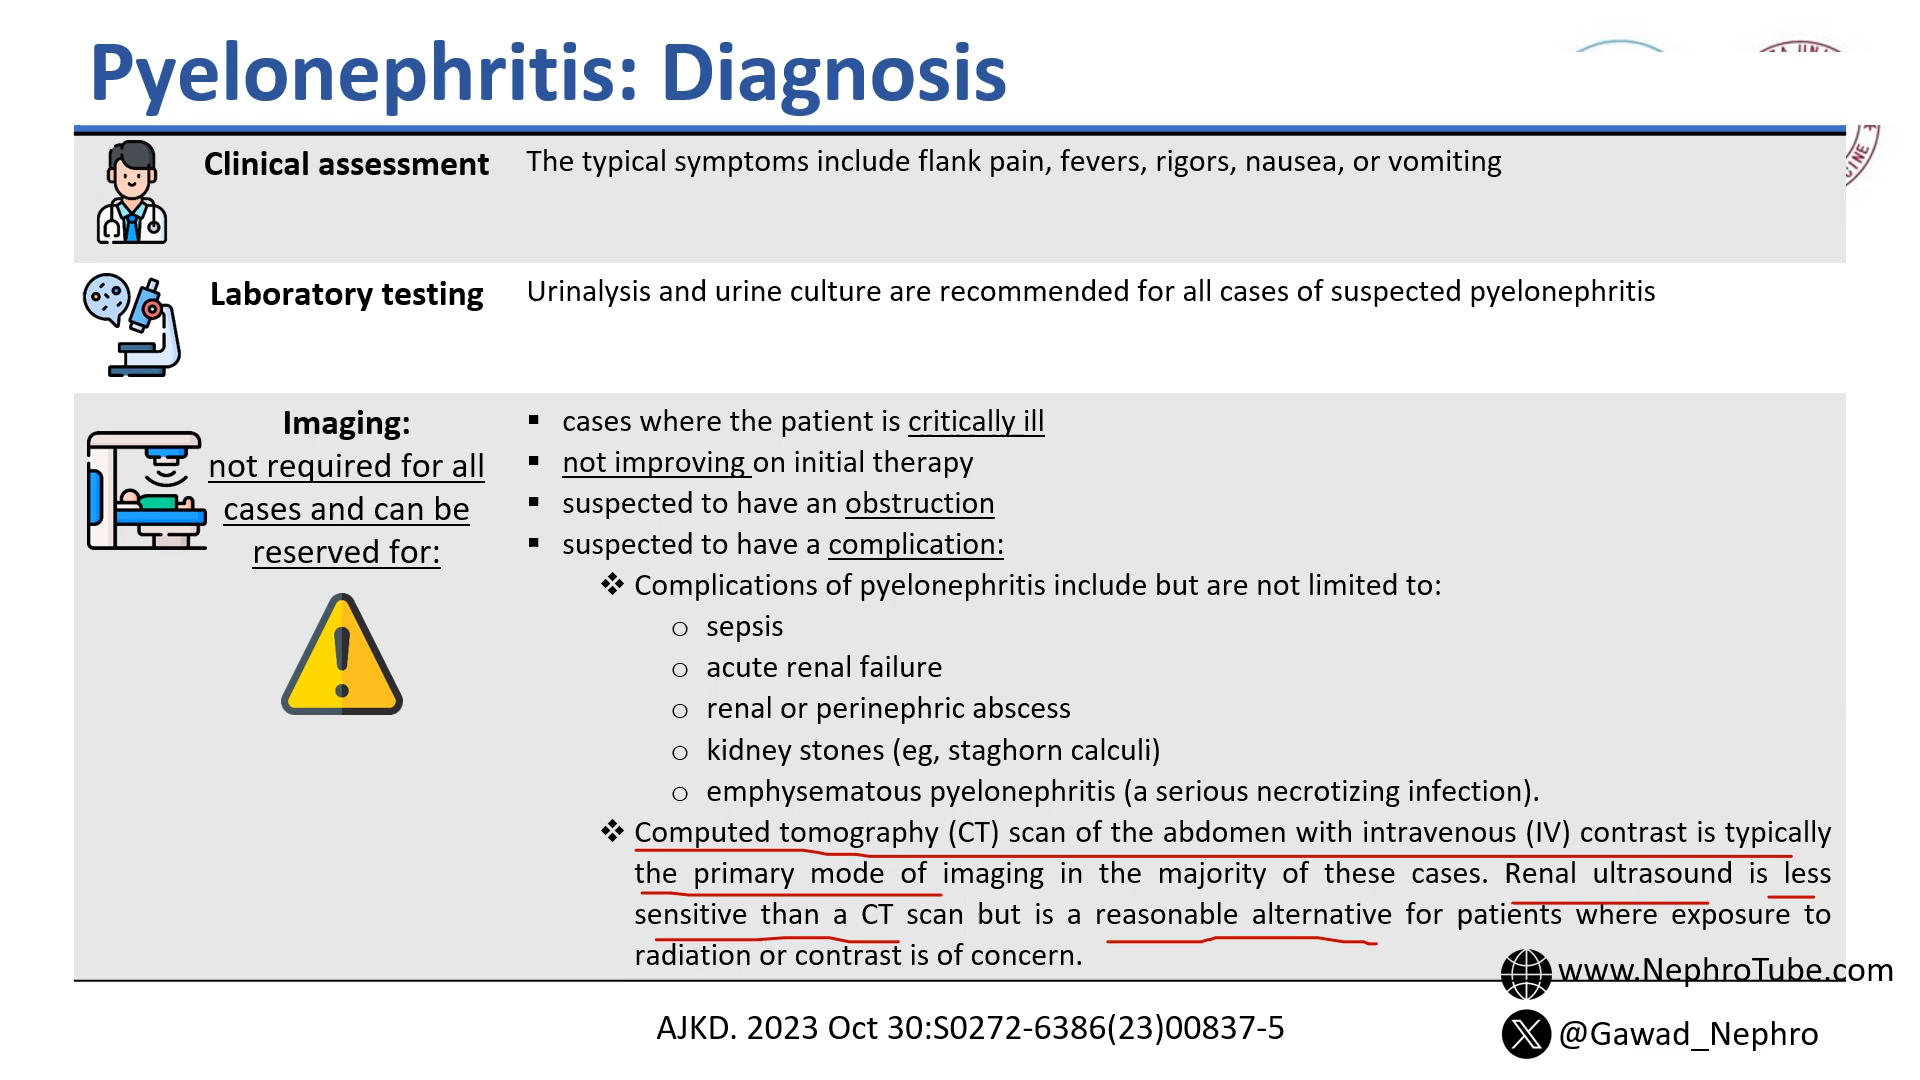 Pyelonephritis: Diagnosis
Clinical assessment
The typical symptoms include flank pain, fevers, rigors, nausea, or vomiting
Laboratory testing
Urinalysis and urine culture are recommended for all cases of suspected pyelonephritis
Imaging:
not required for all
cases and can be
reserved for:
▪ cases where the patient is critically ill
▪ not improving on initial therapy
▪ suspected to have an obstruction
▪ suspected to have a complication:
❖ Complications of pyelonephritis include but are not limited to:
o sepsis
o acute renal failure
o renal or perinephric abscess
o kidney stones (eg, staghorn calculi)
o emphysematous pyelonephritis (a serious necrotizing infection).
❖ Computed tomography (CT) scan of the abdomen with intravenous (IV) contrast is typically
the primary mode of imaging in the majority of these cases. Renal ultrasound is less
sensitive than a CT scan but is a reasonable alternative for patients where exposure to
radiation or contrast is of concern.
www.NephroTube.com
AJKD. 2023 Oct 30:S0272-6386(23)00837-5
@Gawad_Nephro